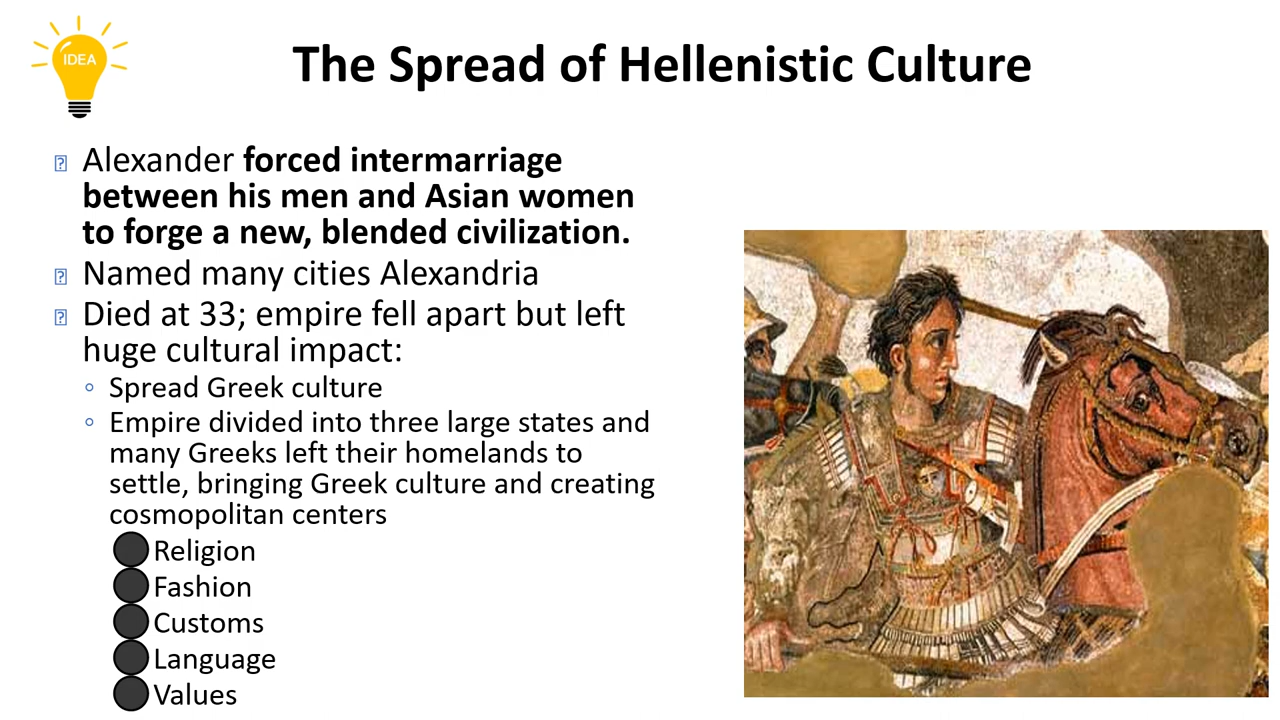 IDEA
The Spread of Hellenistic Culture
Alexander forced intermarriage
between his men and Asian women
to forge a new, blended civilization.
Named many cities Alexandria
Died at 33; empire fell apart but left
huge cultural impact:
Spread Greek culture
Empire divided into three large states and
many Greeks left their homelands to
settle, bringing Greek culture and creating
cosmopolitan centers
Religion
Fashion
Customs
Language
Values